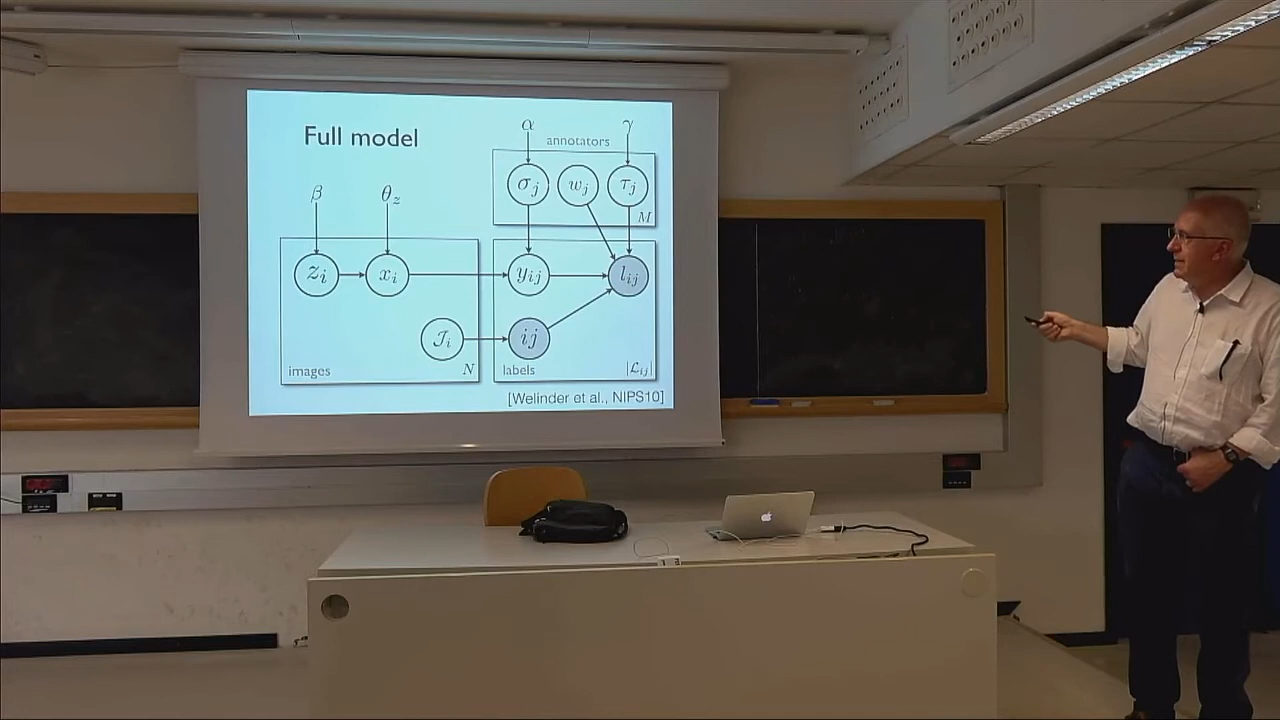 Full model
α
γ
annotators
σ_j w_j τ_j
M
β θ_z
z_i x_i y_ij l_ij
𝒥_i ij
images N labels |ℒ_ij|
[Welinder et al., NIPS10]